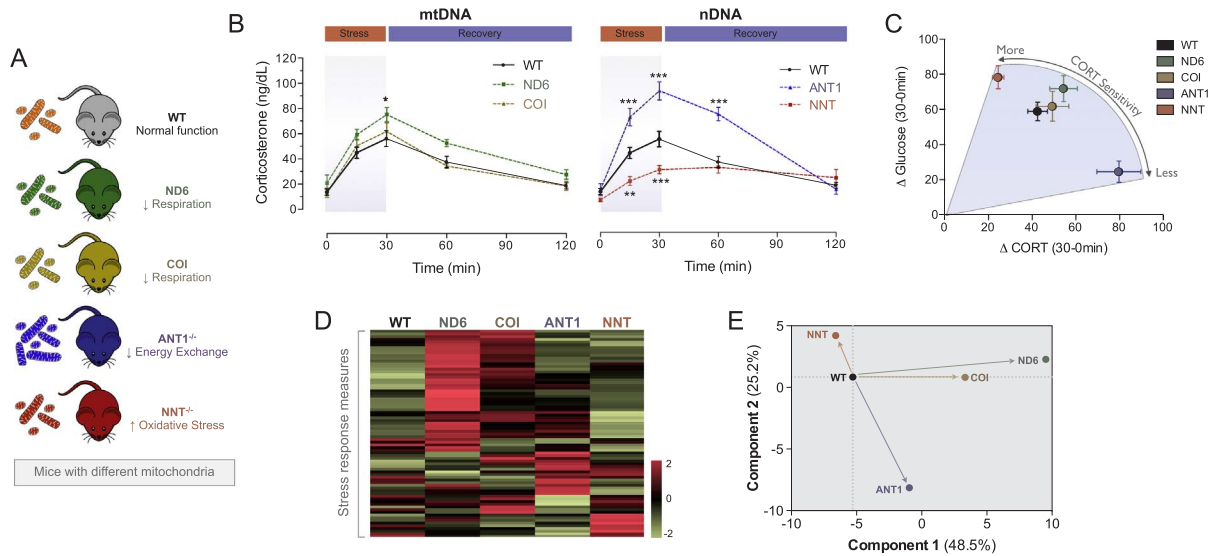 A
WT
Normal function
ND6
↓ Respiration
COI
↓ Respiration
ANT1-/-
↓ Energy Exchange
NNT-/-
↑ Oxidative Stress
Mice with different mitochondria
B
mtDNA
Stress
Recovery
Corticosterone (ng/dL)
120
100
80
60
40
20
0
WT
ND6
COI
*
0
30
60
90
120
Time (min)
nDNA
Stress
Recovery
WT
ANT1
NNT
***
***
***
**
***
0
30
60
90
120
Time (min)
C
Δ Glucose (30-0min)
100
80
60
40
20
0
More
CORT Sensitivity
Less
0
20
40
60
80
100
Δ CORT (30-0min)
WT
ND6
COI
ANT1
NNT
D
WT
ND6
COI
ANT1
NNT
Stress response measures
2
0
-2
E
Component 2 (25.2%)
5
0
-5
-10
NNT
WT
ND6
COI
ANT1
-10
-5
0
5
10
Component 1 (48.5%)